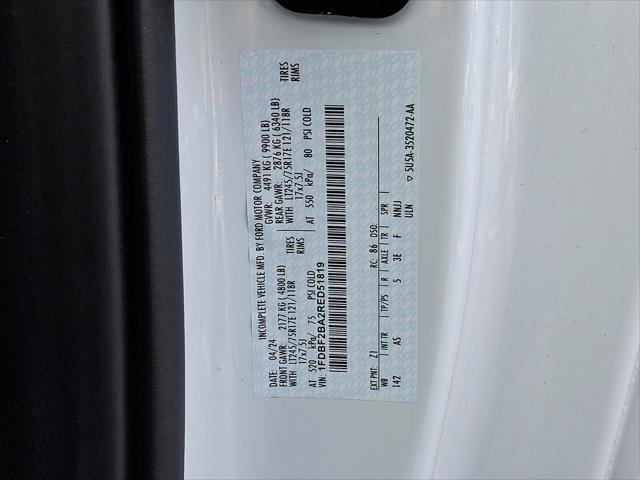 INCOMPLETE VEHICLE MFD. BY FORD MOTOR COMPANY
DATE: 04/24 GVWR: 4491 KG ( 9900 LB)
FRONT GAWR: 2177 KG ( 4800 LB) REAR GAWR: 2876 KG ( 6340 LB)
WITH LT245/75R17E 121/118R TIRES WITH LT245/75R17E 121/118R TIRES
17x7.5J RIMS 17x7.5J RIMS
AT 520 kPa/ 75 PSI COLD AT 550 kPa/ 80 PSI COLD
VIN: 1FDBF2BA2RED51819
EXT PNT: Z1 RC: 86 DSO:
WB INT TR TP/PS R AXLE TR SPR
142 AS 5 3E F NNJJ
ULN
▽ 5U5A-3520472-AA